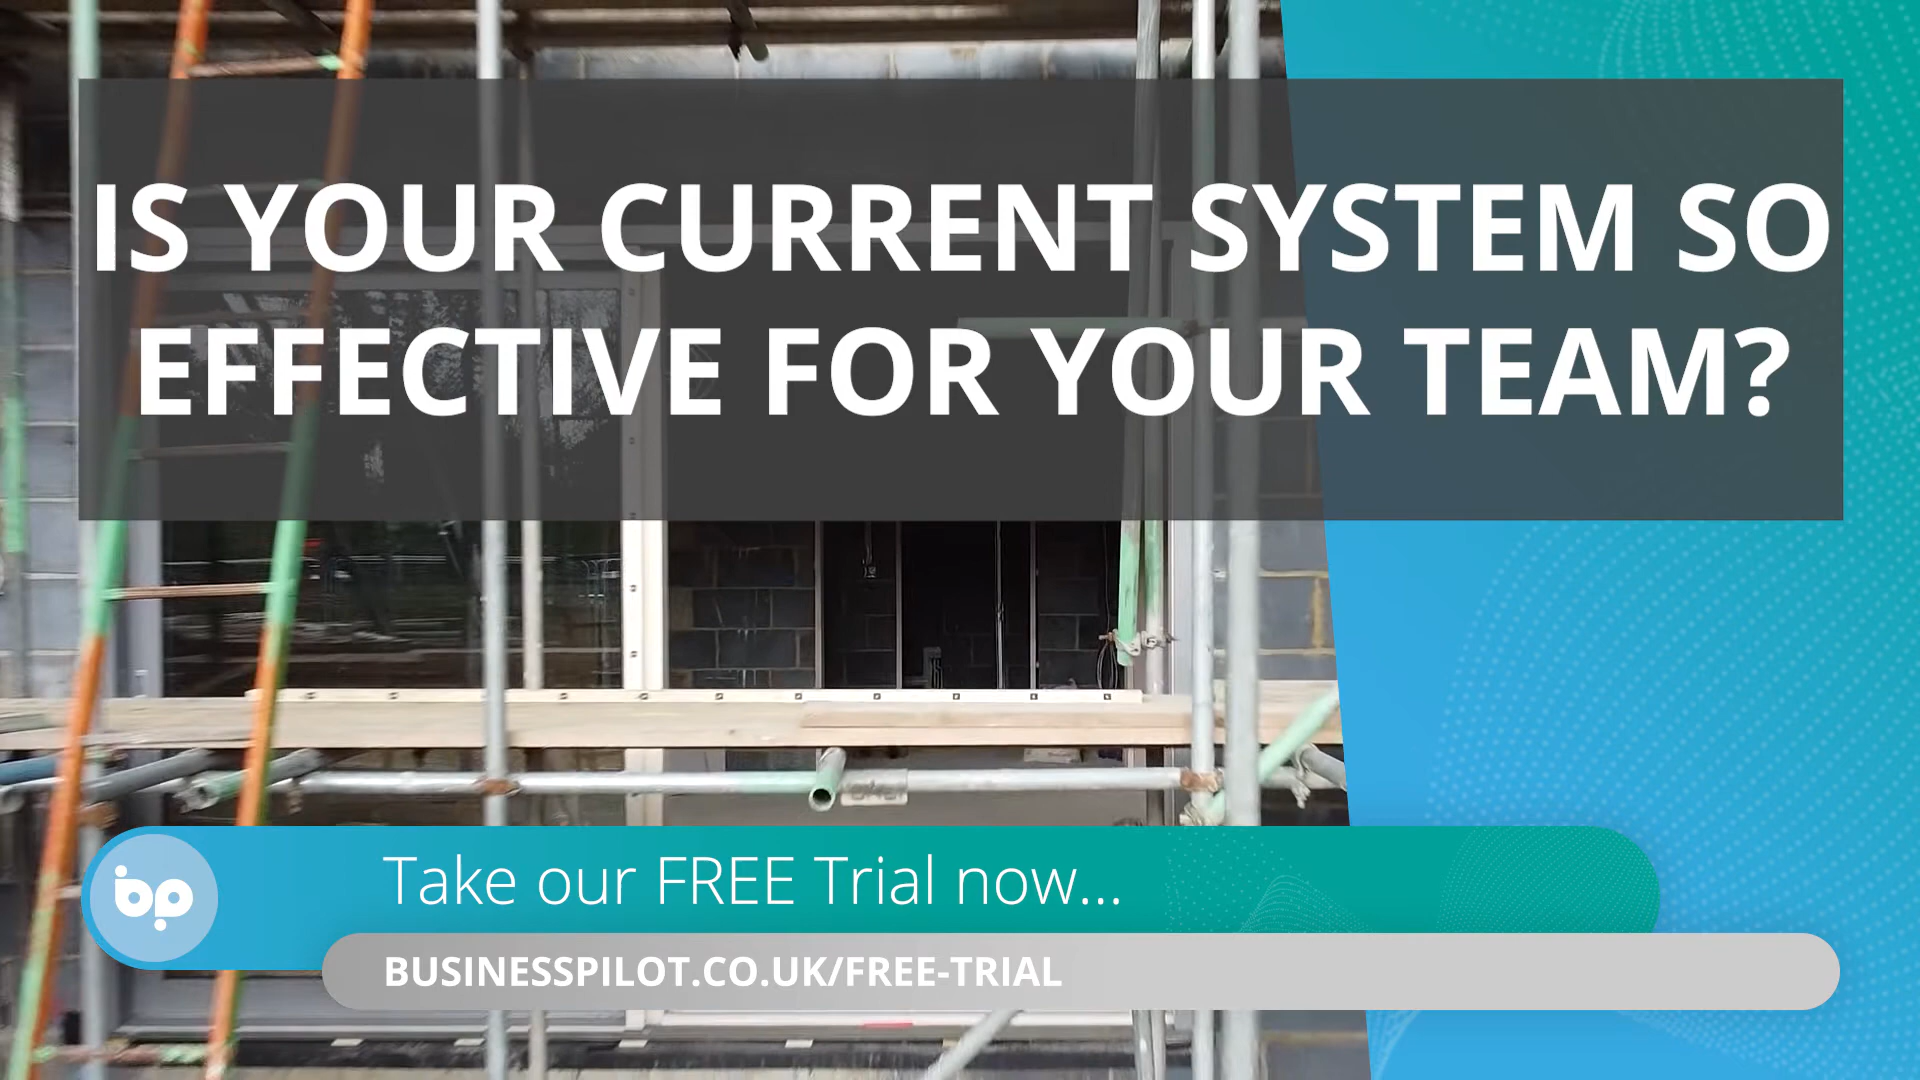 IS YOUR CURRENT SYSTEM SO
EFFECTIVE FOR YOUR TEAM?
Take our FREE Trial now...
bp
BUSINESSPILOT.CO.UK/FREE-TRIAL